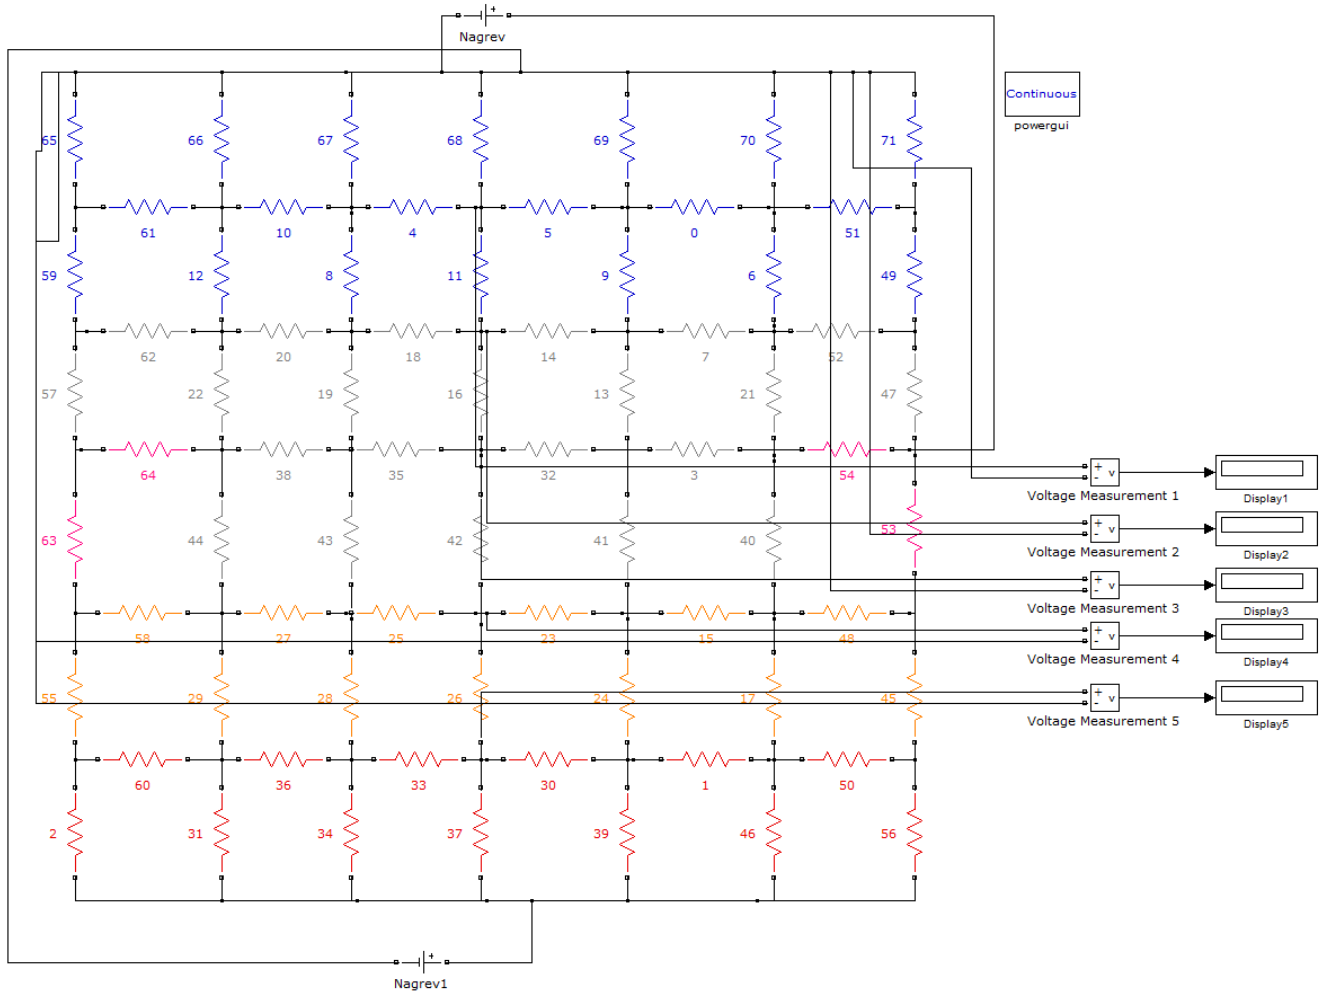 Nagrev
Continuous
powergui
65 66 67 68 69 70 71
61 10 4 5 0 51
59 12 8 11 9 6 49
62 20 18 14 7 52
57 22 19 16 13 21 47
64 38 35 32 3 54
Voltage Measurement 1
Display1
63 44 43 42 41 40 53
Voltage Measurement 2
Display2
Voltage Measurement 3
Display3
58 27 25 23 15 48
Voltage Measurement 4
Display4
55 29 28 26 24 17 45
Voltage Measurement 5
Display5
60 36 33 30 1 50
2 31 34 37 39 46 56
Nagrev1
+
+
+ - v
+ - v
+ - v
+ - v
+ - v